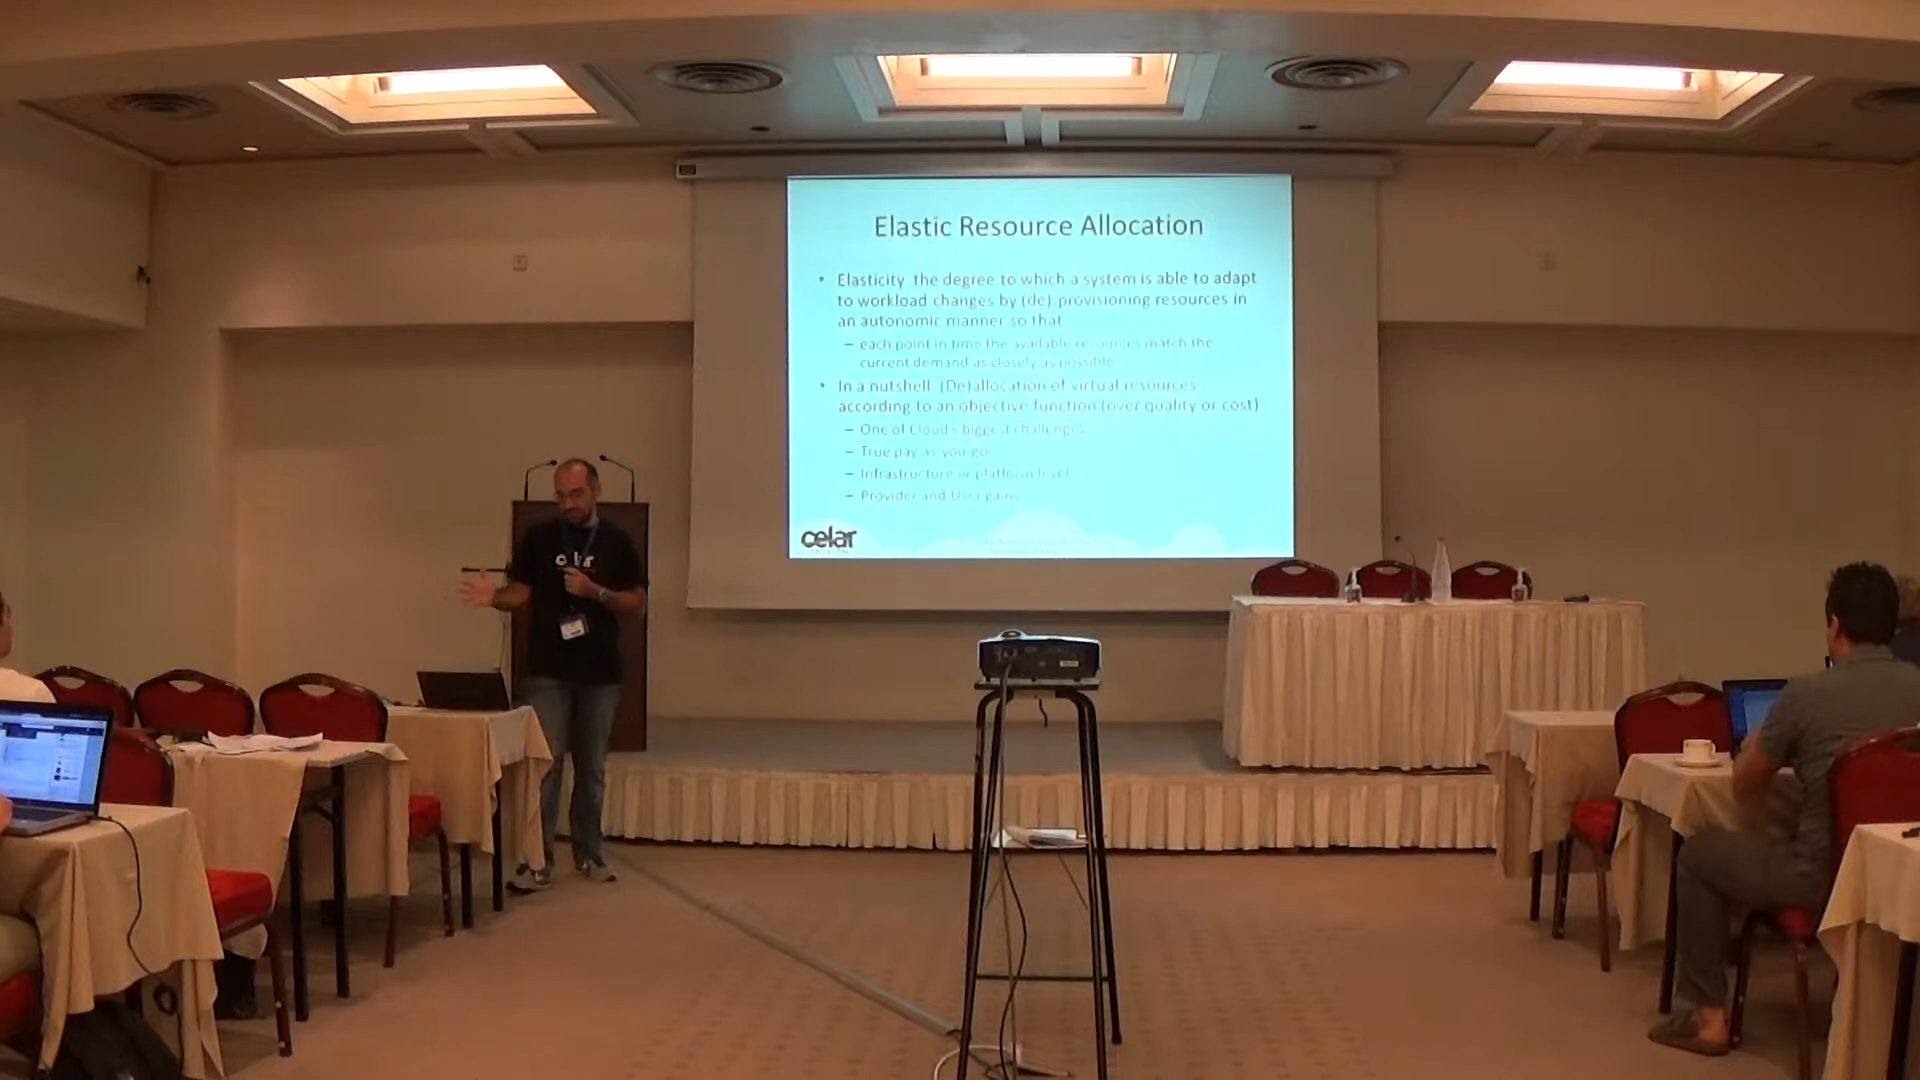 Elastic Resource Allocation
• Elasticity the degree to which a system is able to adapt
to workload changes by (de) provisioning resources in
an autonomic manner so that
– each point in time the available resources match the
current demand as closely as possible
• In a nutshell (De)allocation of virtual resources
according to an objective function (over quality or cost)
– One of Cloud's biggest challenges
– True pay as you go
– Infrastructure or platform level
– Provider and User gains
celar